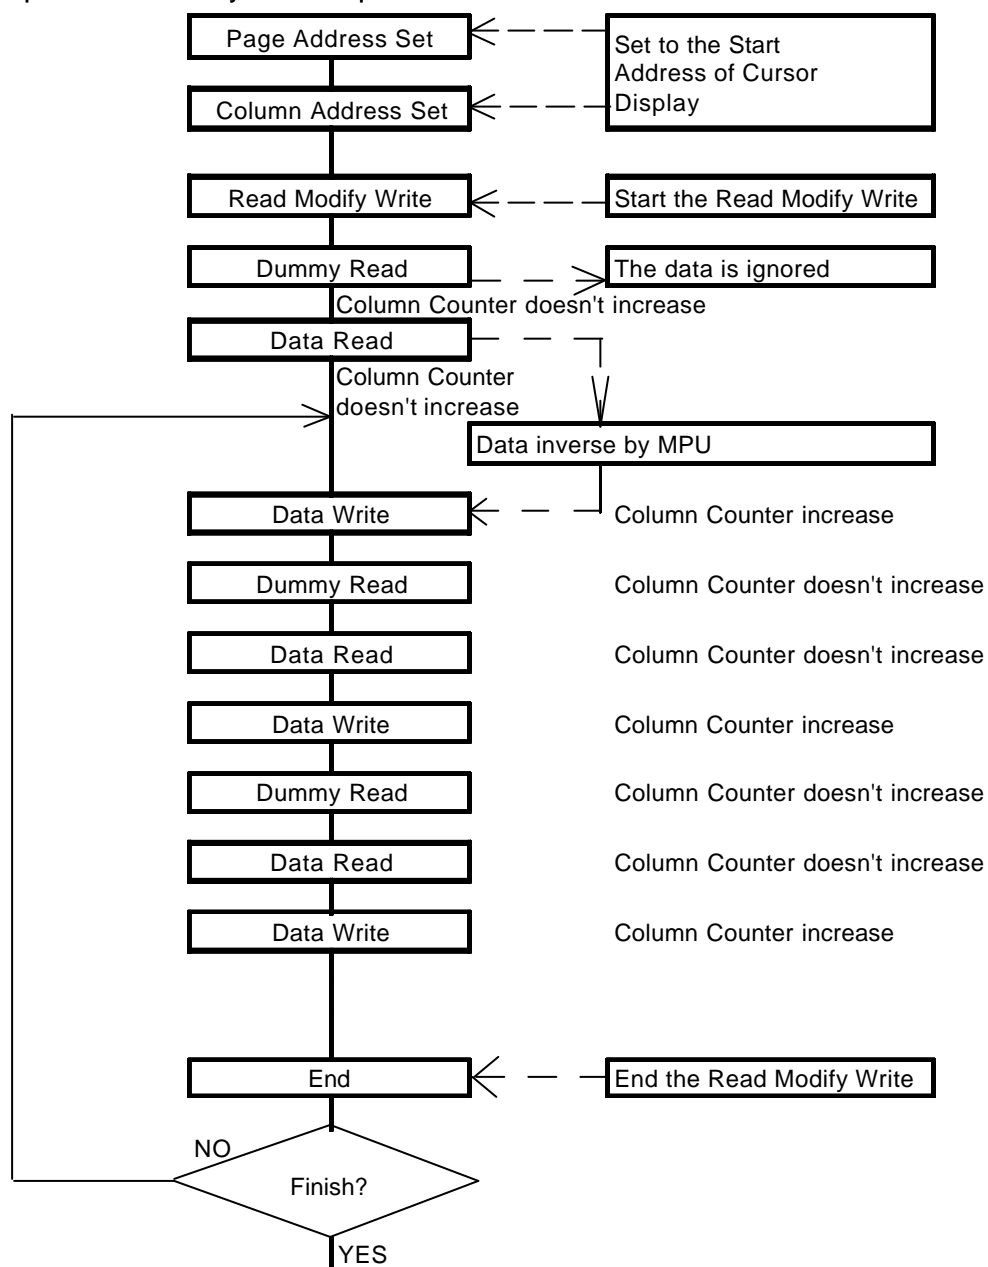 Page Address Set
Set to the Start
Address of Cursor
Display
Column Address Set
Read Modify Write
Start the Read Modify Write
Dummy Read
The data is ignored
Column Counter doesn't increase
Data Read
Column Counter
doesn't increase
Data inverse by MPU
Data Write
Column Counter increase
Dummy Read
Column Counter doesn't increase
Data Read
Column Counter doesn't increase
Data Write
Column Counter increase
Dummy Read
Column Counter doesn't increase
Data Read
Column Counter doesn't increase
Data Write
Column Counter increase
End
End the Read Modify Write
NO
Finish?
YES